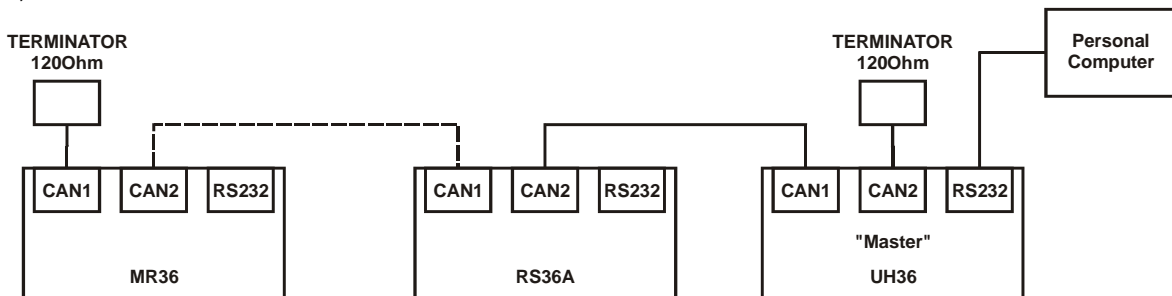 TERMINATOR
120Ohm
TERMINATOR
120Ohm
Personal
Computer
CAN1 CAN2 RS232
CAN1 CAN2 RS232
CAN1 CAN2 RS232
"Master"
MR36
RS36A
UH36